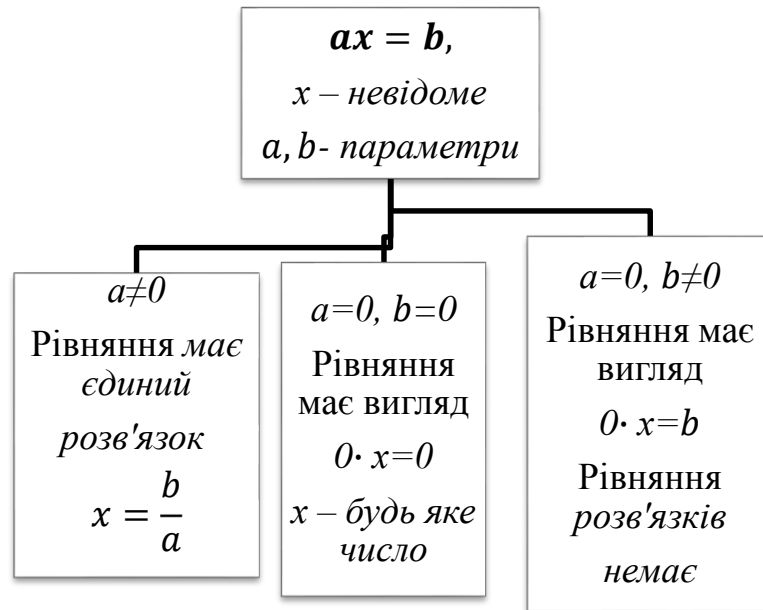 ax = b,
x – невідоме
a, b- параметри
a≠0
Рівняння має
єдиний
розв'язок
x = b/a
a=0, b=0
Рівняння
має вигляд
0· x=0
x – будь яке
число
a=0, b≠0
Рівняння має
вигляд
0· x=b
Рівняння
розв'язків
немає